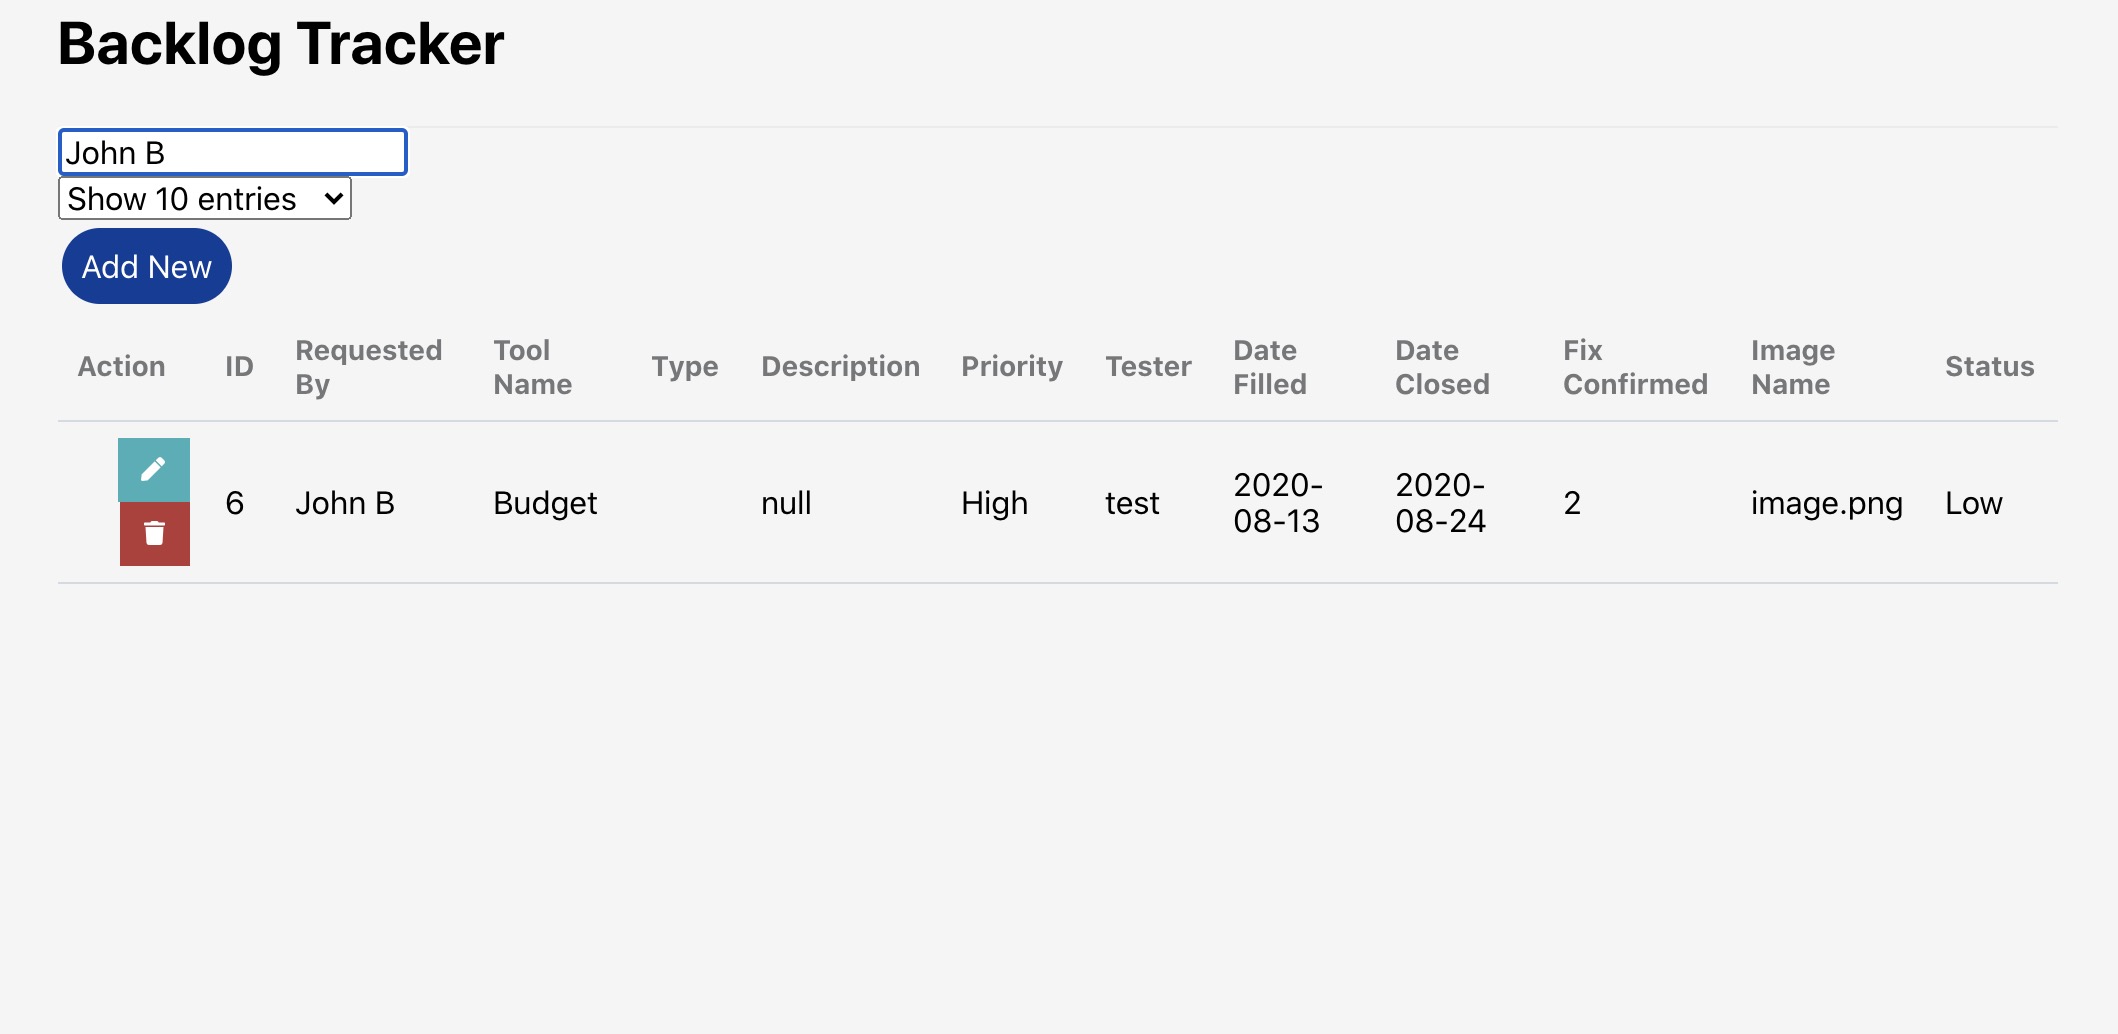 Backlog Tracker
John B
Show 10 entries
Add New
Action ID Requested By Tool Name Type Description Priority Tester Date Filled Date Closed Fix Confirmed Image Name Status
6 John B Budget null High test 2020-08-13 2020-08-24 2 image.png Low